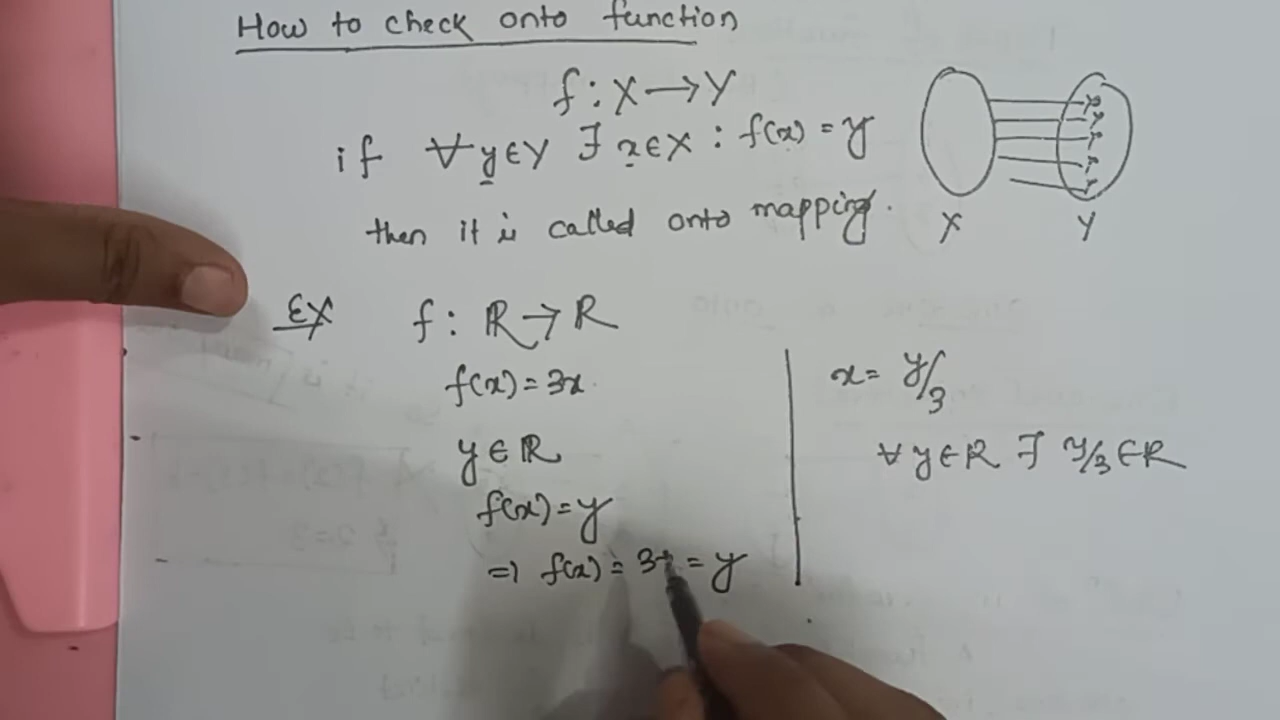 How to check onto function
f : X → Y
if ∀ y ∈ Y ∃ x ∈ X : f(x) = y
then it is called onto mapping.
X Y
EX f : R → R
f(x) = 3x
y ∈ R
f(x) = y
⇒ f(x) = 3x = y
x = y/3
∀ y ∈ R ∃ y/3 ∈ R